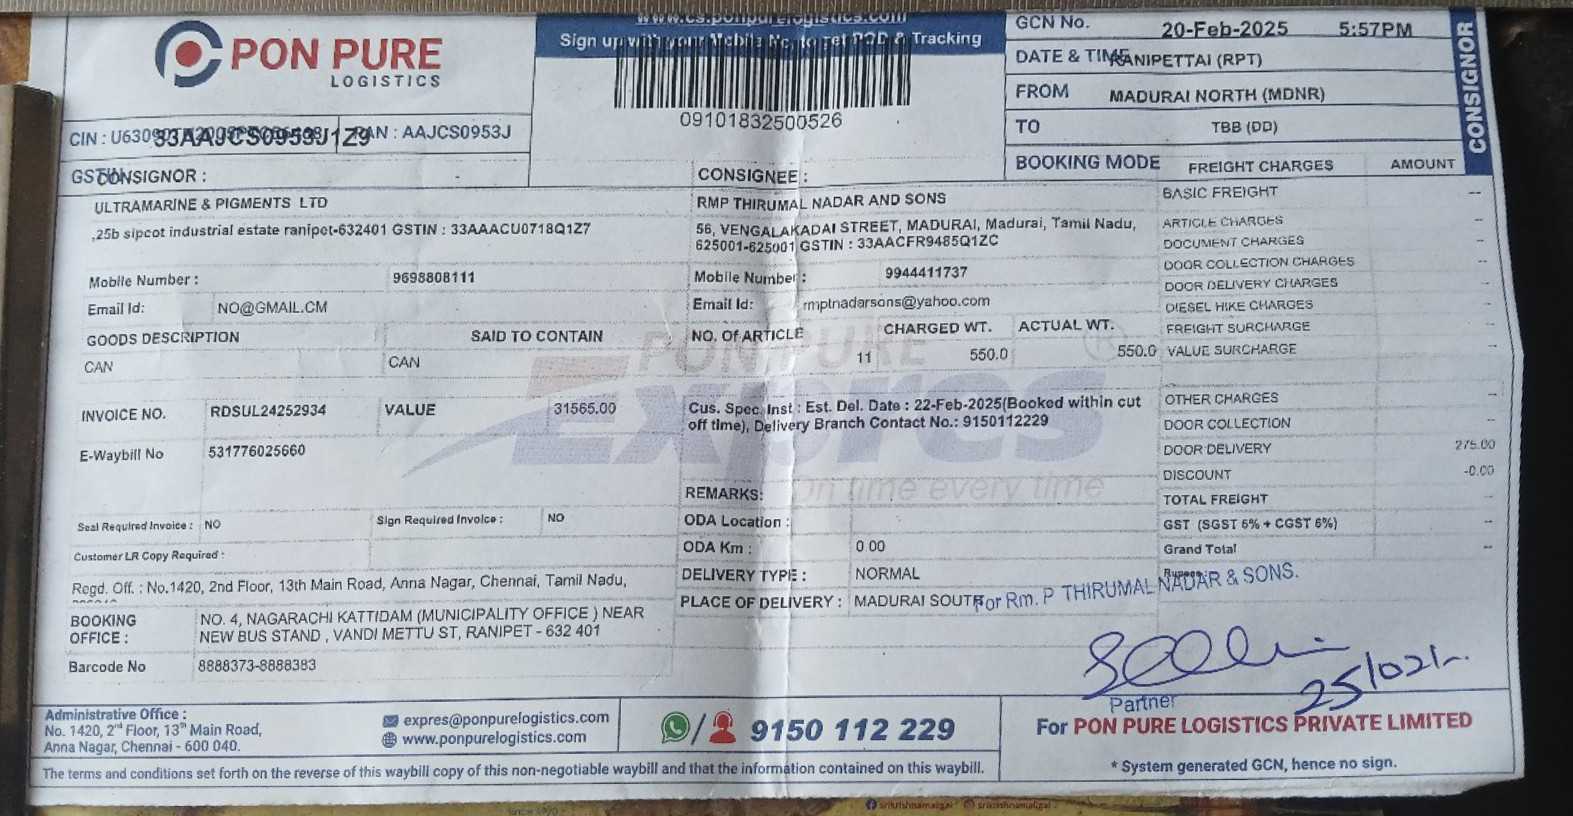 www.cs.ponpurelogistics.com
Sign up with your Mobile No. to get POD & Tracking
PON PURE
LOGISTICS
CIN :
33AAJCS0953J1Z9
PAN : AAJCS0953J
GSTIN
09101832500526
GCN No.
20-Feb-2025 5:57PM
DATE & TIME
RANIPETTAI (RPT)
FROM
MADURAI NORTH (MDNR)
TO
TBB (DD)
BOOKING MODE
CONSIGNOR
CONSIGNOR :
-
ULTRAMARINE & PIGMENTS LTD
,25b sipcot industrial estate ranipet-632401 GSTIN : 33AAACU0718Q1Z7
Mobile Number : 9698808111
Email Id: NO@GMAIL.CM
CONSIGNEE :
RMP THIRUMAL NADAR AND SONS
56, VENGALAKADAI STREET, MADURAI, Madurai, Tamil Nadu,
625001-625001 GSTIN : 33AACFR9485Q1ZC
Mobile Number : 9944411737
Email Id: rmptnadarsons@yahoo.com
GOODS DESCRIPTION SAID TO CONTAIN NO. Of ARTICLE CHARGED WT. ACTUAL WT.
CAN CAN 11 550.0 550.0
PON PURE
Expres
®
On time every time
INVOICE NO. RDSUL24252934 VALUE 31565.00
E-Waybill No 531776025660
Cus. Spec. Inst : Est. Del. Date : 22-Feb-2025(Booked within cut
off time), Delivery Branch Contact No.: 9150112229
REMARKS:
Seal Required Invoice : NO Sign Required Invoice : NO
Customer LR Copy Required :
ODA Location :
ODA Km : 0.00
DELIVERY TYPE : NORMAL
PLACE OF DELIVERY : MADURAI SOUTH
Regd. Off. : No.1420, 2nd Floor, 13th Main Road, Anna Nagar, Chennai, Tamil Nadu,
BOOKING
OFFICE :
NO. 4, NAGARACHI KATTIDAM (MUNICIPALITY OFFICE ) NEAR
NEW BUS STAND , VANDI METTU ST, RANIPET - 632 401
Barcode No 8888373-8888383
FREIGHT CHARGES AMOUNT
BASIC FREIGHT --
ARTICLE CHARGES --
DOCUMENT CHARGES --
DOOR COLLECTION CHARGES --
DOOR DELIVERY CHARGES --
DIESEL HIKE CHARGES --
FREIGHT SURCHARGE --
VALUE SURCHARGE --
OTHER CHARGES --
DOOR COLLECTION --
DOOR DELIVERY 275.00
DISCOUNT -0.00
TOTAL FREIGHT --
GST (SGST 6% + CGST 6%) --
Grand Total --
Rupees:
For Rm. P THIRUMAL NADAR & SONS.
25/02/
Partner
For PON PURE LOGISTICS PRIVATE LIMITED
* System generated GCN, hence no sign.
Administrative Office :
No. 1420, 2nd Floor, 13th Main Road,
Anna Nagar, Chennai - 600 040.
expres@ponpurelogistics.com
www.ponpurelogistics.com
9150 112 229
The terms and conditions set forth on the reverse of this waybill copy of this non-negotiable waybill and that the information contained on this waybill.